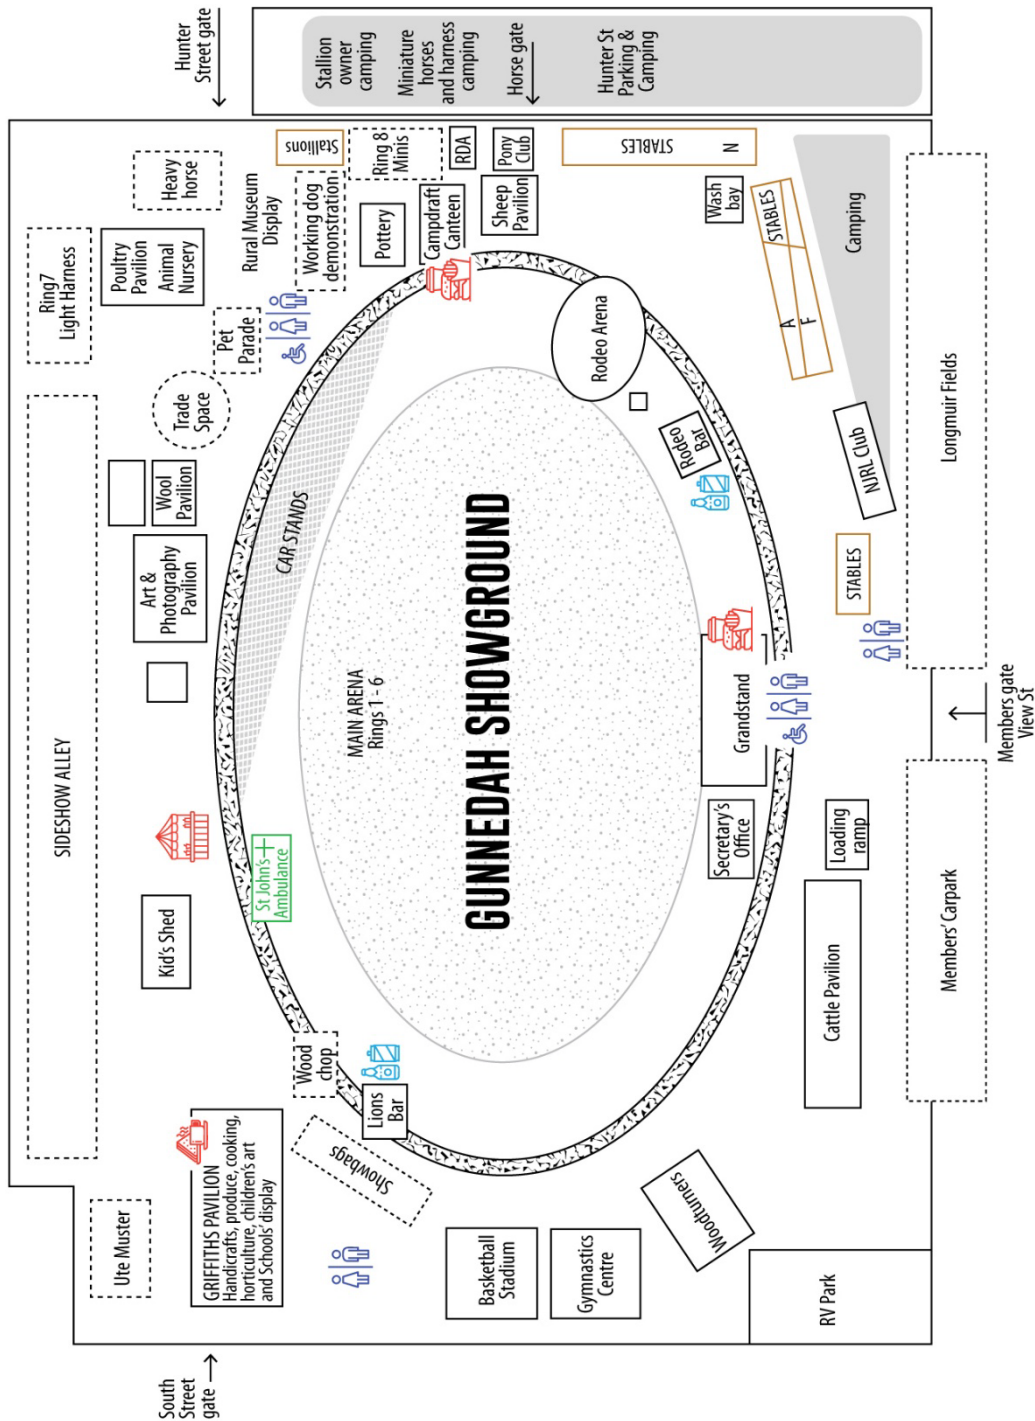 Hunter
Street gate
Stallion
owner
camping
Miniature
horses
and harness
camping
Horse gate
Hunter St
Parking &
Camping
Heavy
horse
Stallions
Ring 8
Minis
RDA
Pony
Club
STABLES
N
Ring7
Light Harness
Poultry
Pavilion
Animal
Nursery
Rural Museum
Display
Working dog
demonstration
Pottery
Campdraft
Canteen
Sheep
Pavilion
Wash
bay
STABLES
A
F
Camping
Pet
Parade
Trade
Space
Rodeo Arena
Wool
Pavilion
Rodeo
Bar
NJRL Club
Longmuir Fields
Art &
Photography
Pavilion
CAR STANDS
STABLES
SIDESHOW ALLEY
MAIN ARENA
Rings 1 - 6
GUNNEDAH SHOWGROUND
Grandstand
Members gate
View St
St John's
Ambulance
Secretary's
Office
Loading
ramp
Kid's Shed
Cattle Pavilion
Members' Carpark
Wood
chop
Lions
Bar
GRIFFITHS PAVILION
Handicrafts, produce, cooking,
horticulture, children's art
and Schools' display
Showbags
Woodturners
Ute Muster
Basketball
Stadium
Gymnastics
Centre
RV Park
South
Street
gate